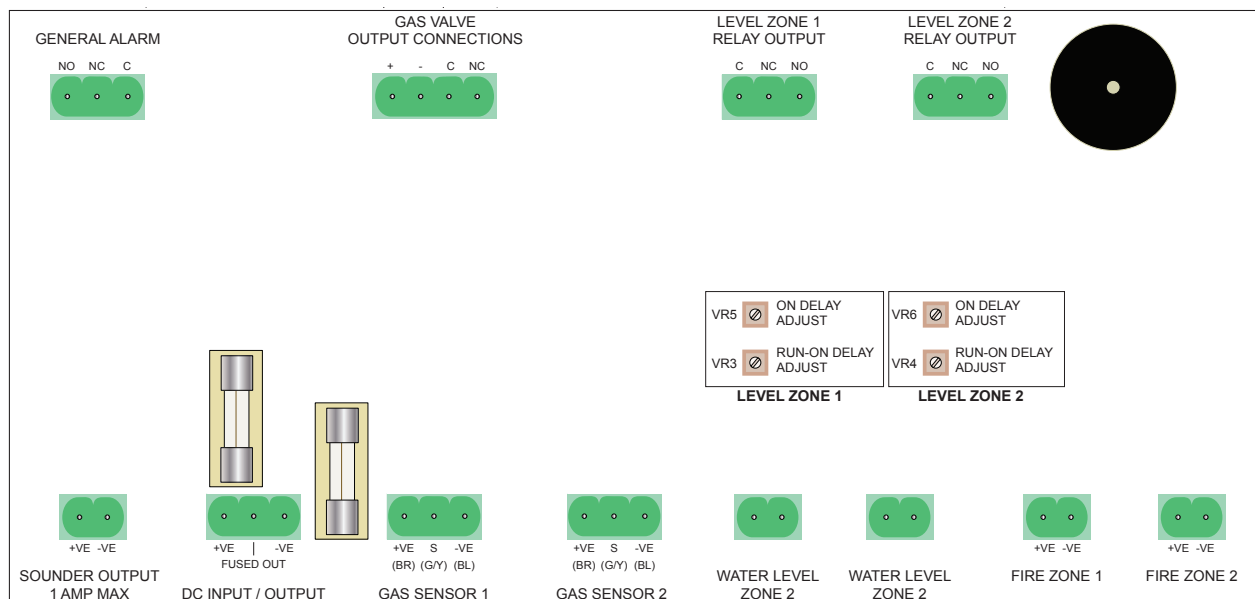 GENERAL ALARM
NO NC C
GAS VALVE
OUTPUT CONNECTIONS
+ - C NC
LEVEL ZONE 1
RELAY OUTPUT
C NC NO
LEVEL ZONE 2
RELAY OUTPUT
C NC NO
VR5 ON DELAY
ADJUST
VR3 RUN-ON DELAY
ADJUST
LEVEL ZONE 1
VR6 ON DELAY
ADJUST
VR4 RUN-ON DELAY
ADJUST
LEVEL ZONE 2
+VE -VE
SOUNDER OUTPUT
1 AMP MAX
+VE | -VE
FUSED OUT
DC INPUT / OUTPUT
+VE S -VE
(BR) (G/Y) (BL)
GAS SENSOR 1
+VE S -VE
(BR) (G/Y) (BL)
GAS SENSOR 2
WATER LEVEL
ZONE 2
WATER LEVEL
ZONE 2
+VE -VE
FIRE ZONE 1
+VE -VE
FIRE ZONE 2